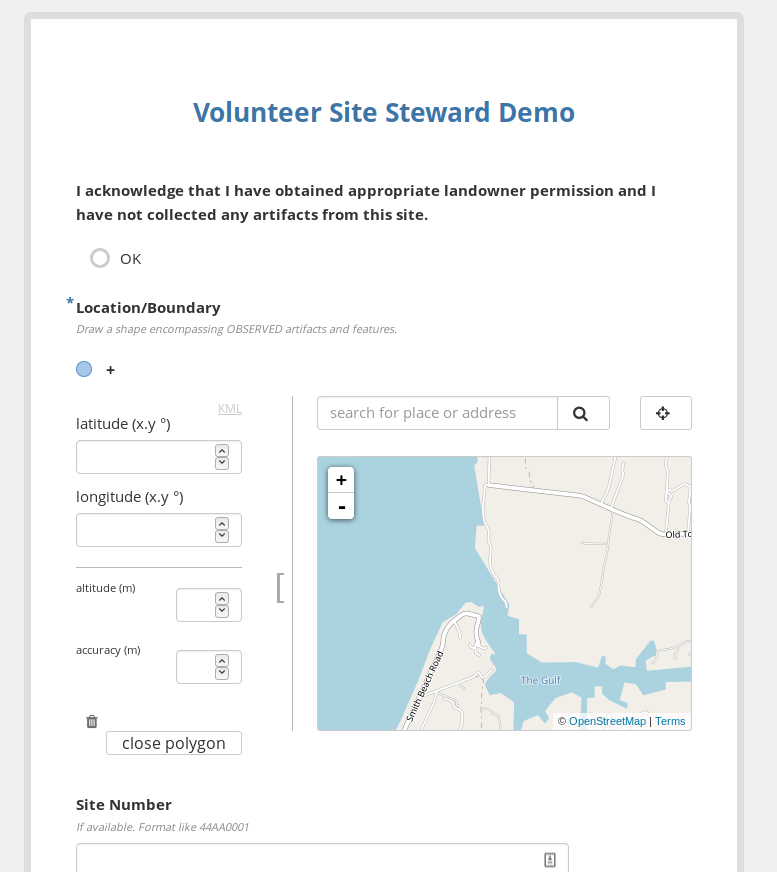 Volunteer Site Steward Demo
I acknowledge that I have obtained appropriate landowner permission and I
have not collected any artifacts from this site.
OK
* Location/Boundary
Draw a shape encompassing OBSERVED artifacts and features.
+
KML
latitude (x.y °)
longitude (x.y °)
altitude (m)
accuracy (m)
close polygon
search for place or address
+
-
Old To
Smith Beach Road
The Gulf
© OpenStreetMap | Terms
Site Number
If available. Format like 44AA0001